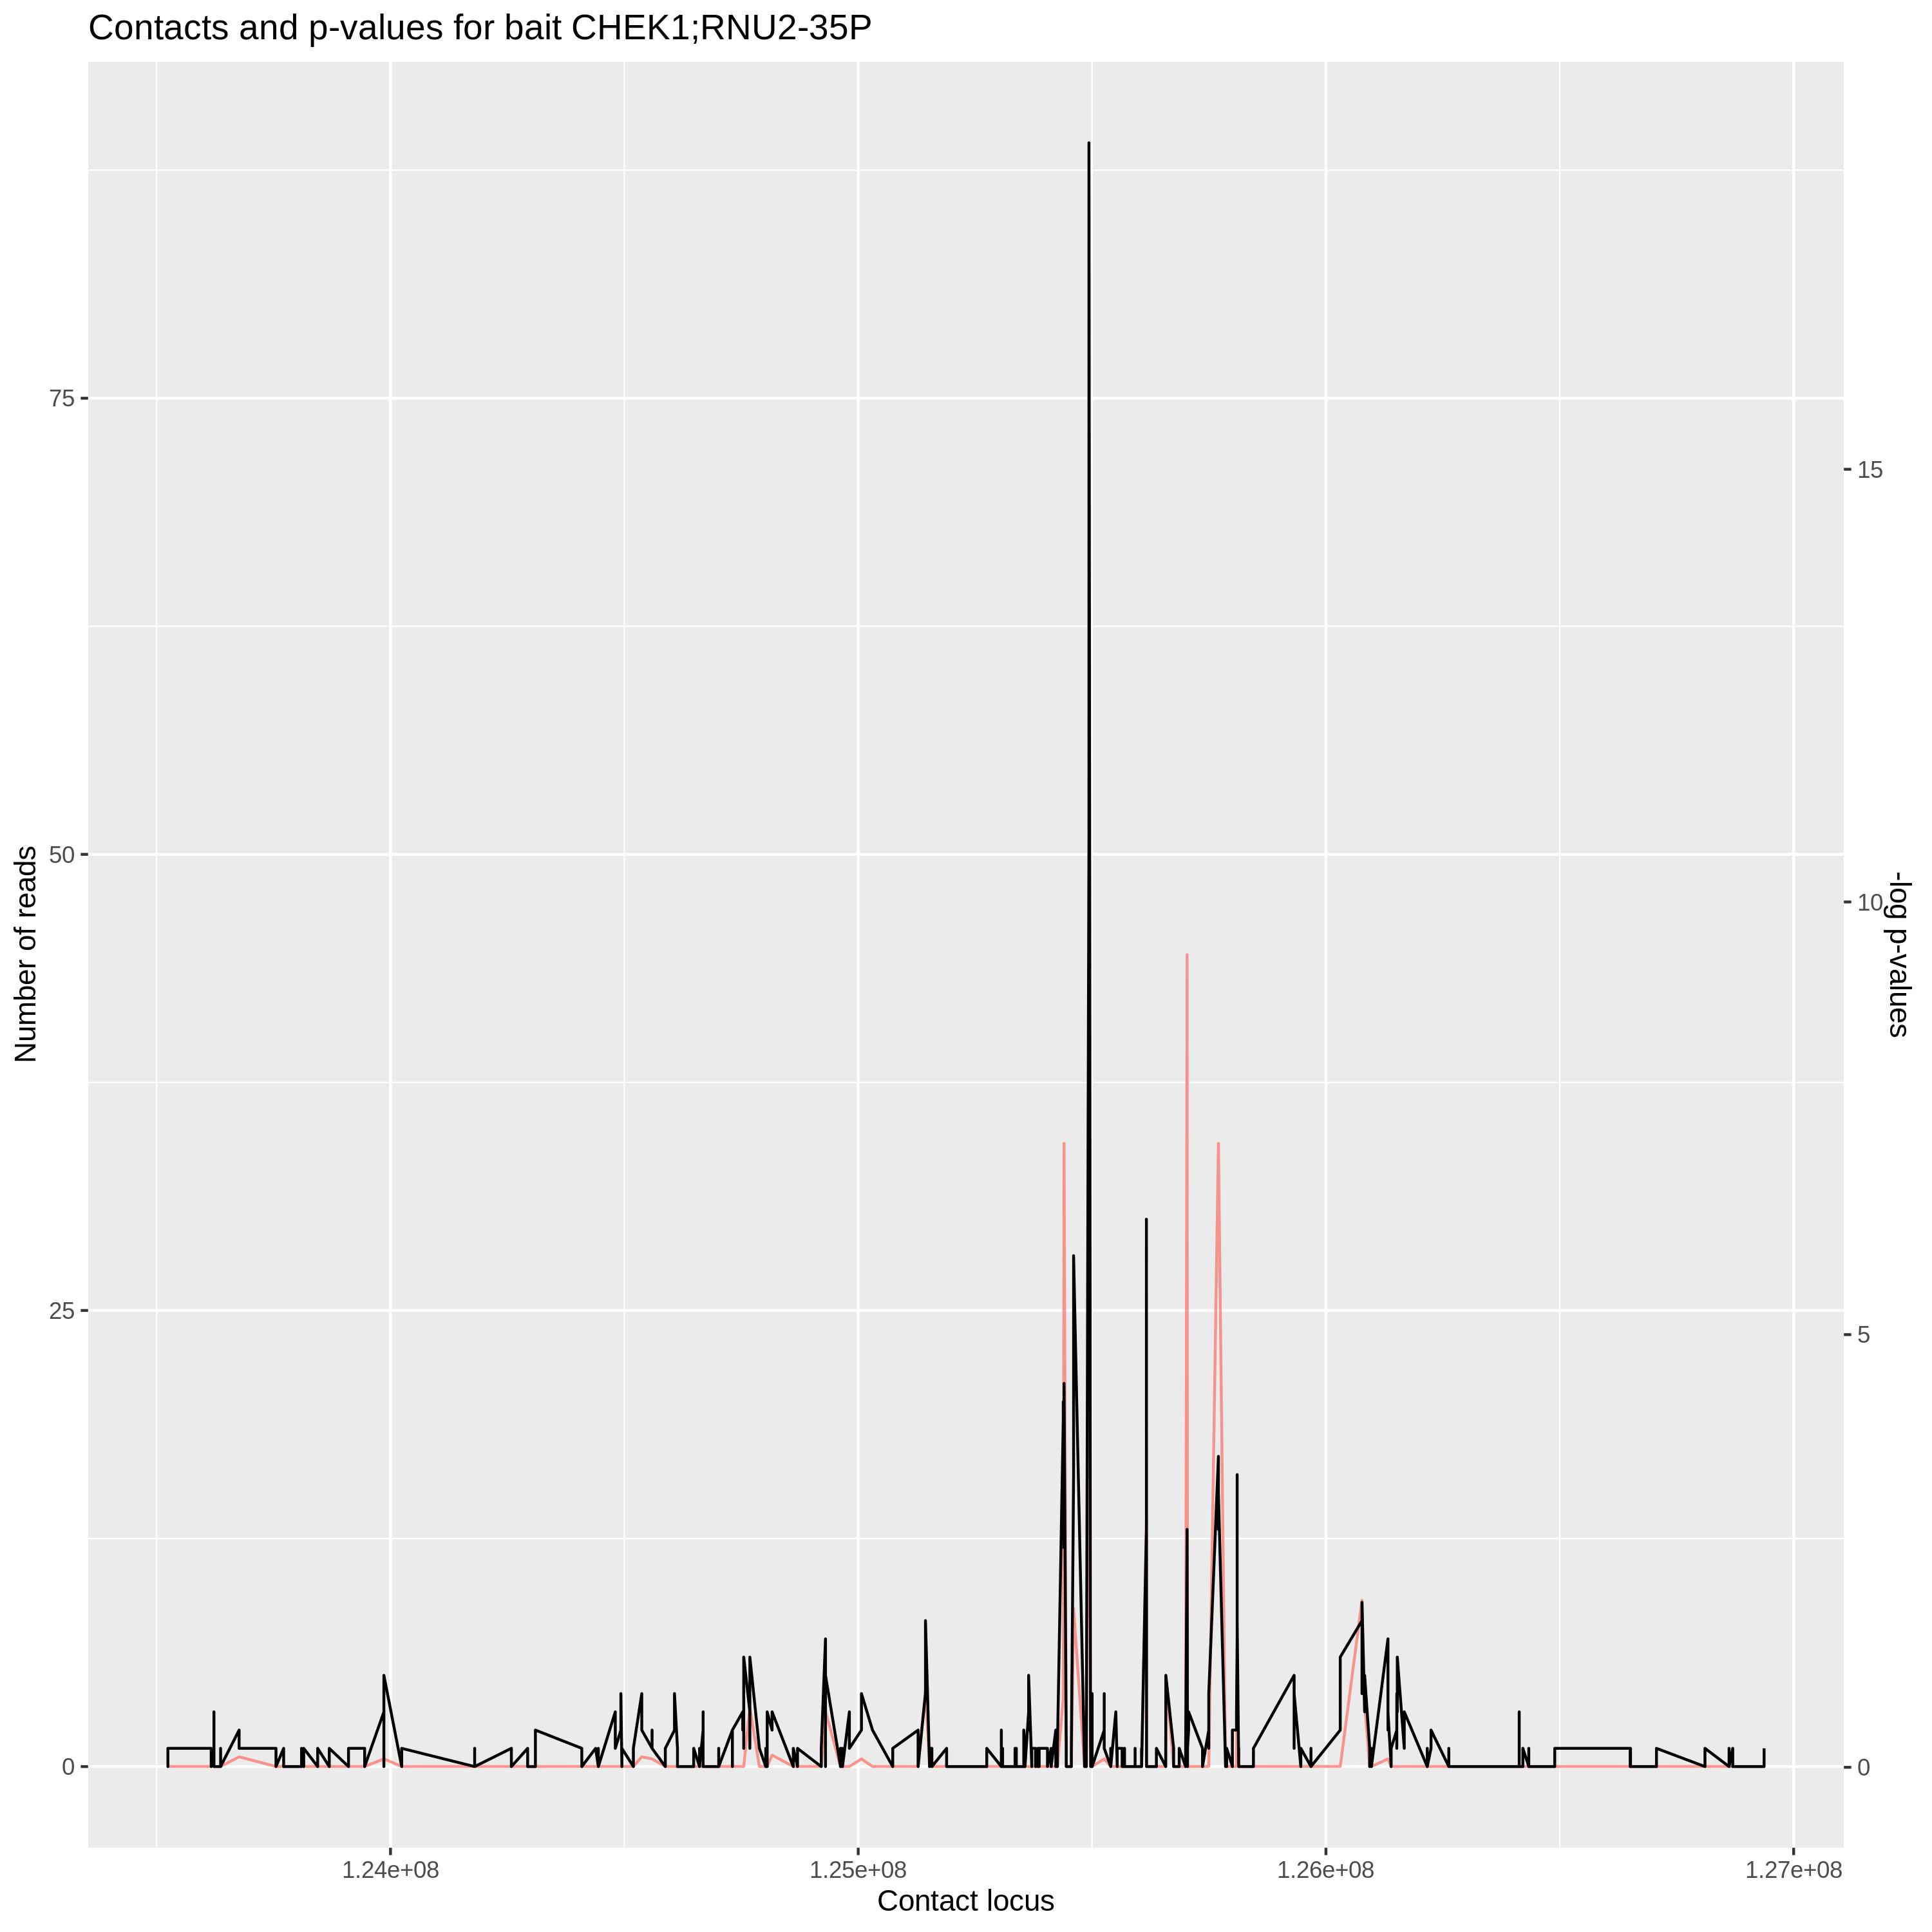 Contacts and p-values for bait CHEK1;RNU2-35P
Number of reads
75
50
25
0
15
10
5
0
-log p-values
1.24e+08 1.25e+08 1.26e+08 1.27e+08
Contact locus